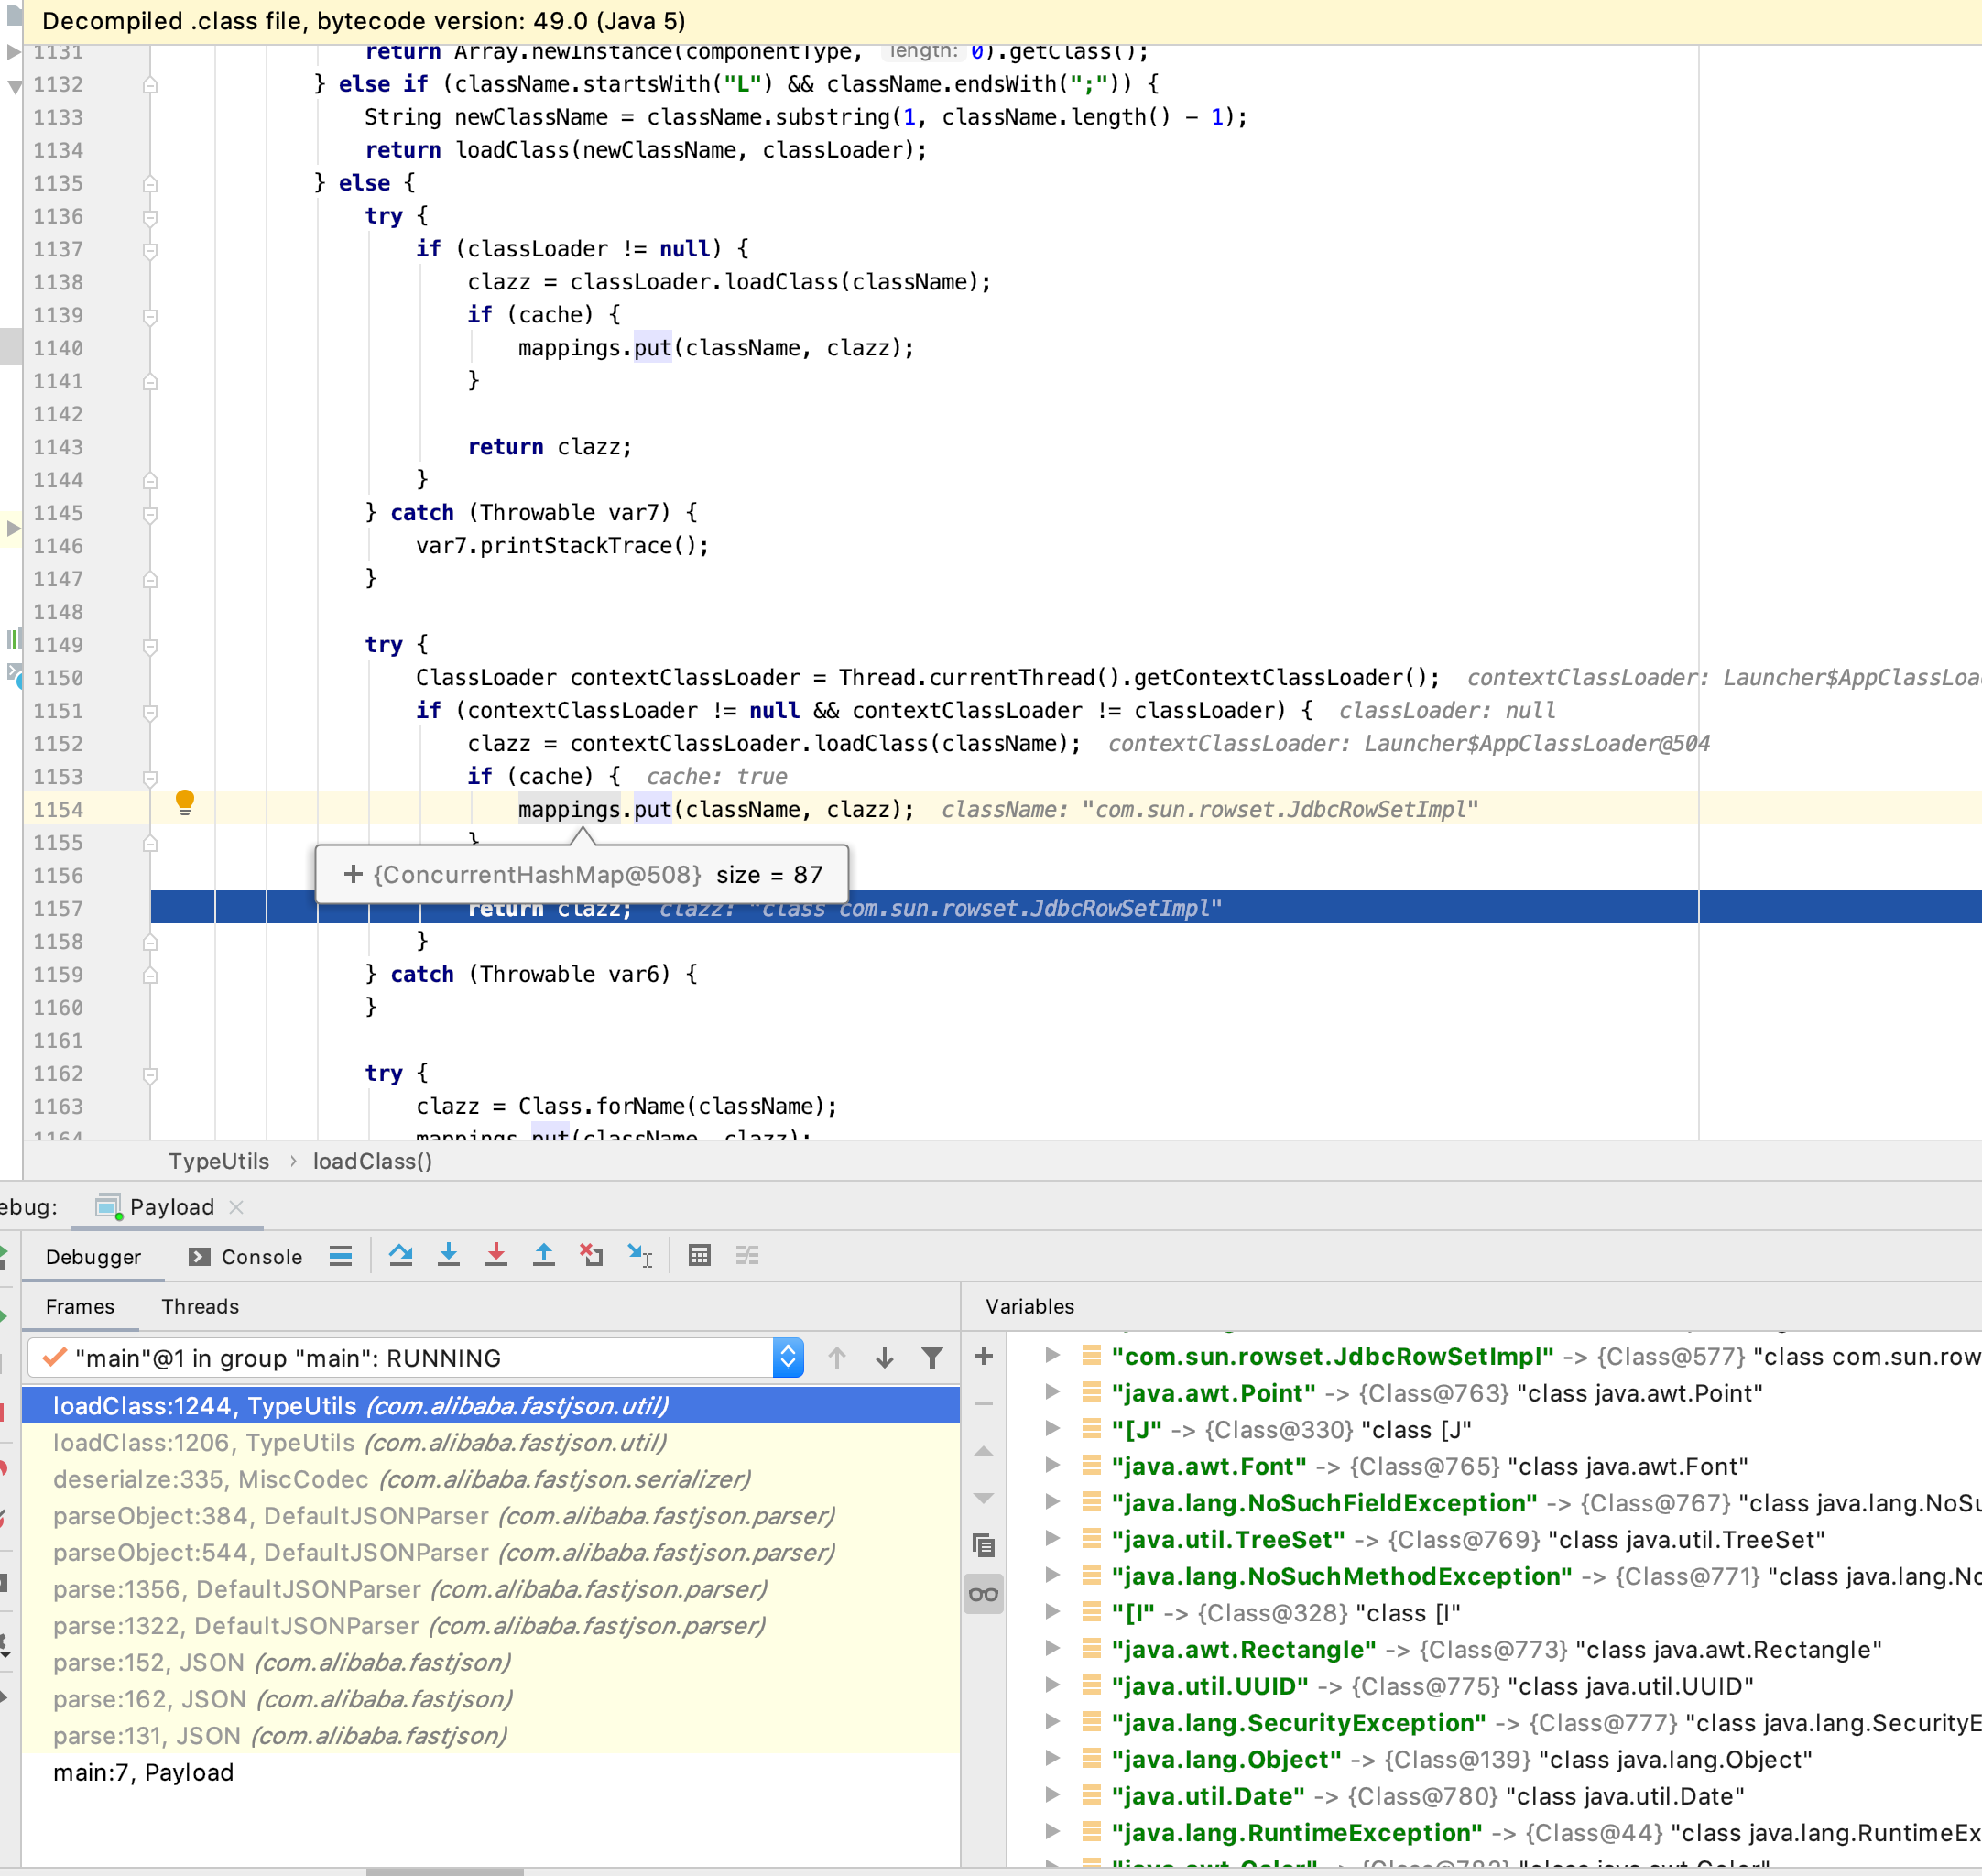 Decompiled .class file, bytecode version: 49.0 (Java 5)
1131 return Array.newInstance(componentType, length: 0).getClass();
1132 } else if (className.startsWith("L") && className.endsWith(";")) {
1133 String newClassName = className.substring(1, className.length() - 1);
1134 return loadClass(newClassName, classLoader);
1135 } else {
1136 try {
1137 if (classLoader != null) {
1138 clazz = classLoader.loadClass(className);
1139 if (cache) {
1140 mappings.put(className, clazz);
1141 }
1142
1143 return clazz;
1144 }
1145 } catch (Throwable var7) {
1146 var7.printStackTrace();
1147 }
1148
1149 try {
1150 ClassLoader contextClassLoader = Thread.currentThread().getContextClassLoader(); contextClassLoader: Launcher$AppClassLoa
1151 if (contextClassLoader != null && contextClassLoader != classLoader) { classLoader: null
1152 clazz = contextClassLoader.loadClass(className); contextClassLoader: Launcher$AppClassLoader@504
1153 if (cache) { cache: true
1154 mappings.put(className, clazz); className: "com.sun.rowset.JdbcRowSetImpl"
1155 }
1156 + {ConcurrentHashMap@508} size = 87
1157 return clazz; clazz: "class com.sun.rowset.JdbcRowSetImpl"
1158 }
1159 } catch (Throwable var6) {
1160 }
1161
1162 try {
1163 clazz = Class.forName(className);
1164 mappings.put(className, clazz);
TypeUtils › loadClass()
ebug: Payload
Debugger Console
Frames Threads
"main"@1 in group "main": RUNNING
loadClass:1244, TypeUtils (com.alibaba.fastjson.util)
loadClass:1206, TypeUtils (com.alibaba.fastjson.util)
deserialze:335, MiscCodec (com.alibaba.fastjson.serializer)
parseObject:384, DefaultJSONParser (com.alibaba.fastjson.parser)
parseObject:544, DefaultJSONParser (com.alibaba.fastjson.parser)
parse:1356, DefaultJSONParser (com.alibaba.fastjson.parser)
parse:1322, DefaultJSONParser (com.alibaba.fastjson.parser)
parse:152, JSON (com.alibaba.fastjson)
parse:162, JSON (com.alibaba.fastjson)
parse:131, JSON (com.alibaba.fastjson)
main:7, Payload
Variables
"com.sun.rowset.JdbcRowSetImpl" -> {Class@577} "class com.sun.row
"java.awt.Point" -> {Class@763} "class java.awt.Point"
"[J" -> {Class@330} "class [J"
"java.awt.Font" -> {Class@765} "class java.awt.Font"
"java.lang.NoSuchFieldException" -> {Class@767} "class java.lang.NoSu
"java.util.TreeSet" -> {Class@769} "class java.util.TreeSet"
"java.lang.NoSuchMethodException" -> {Class@771} "class java.lang.No
"[I" -> {Class@328} "class [I"
"java.awt.Rectangle" -> {Class@773} "class java.awt.Rectangle"
"java.util.UUID" -> {Class@775} "class java.util.UUID"
"java.lang.SecurityException" -> {Class@777} "class java.lang.SecurityE
"java.lang.Object" -> {Class@139} "class java.lang.Object"
"java.util.Date" -> {Class@780} "class java.util.Date"
"java.lang.RuntimeException" -> {Class@44} "class java.lang.RuntimeEx
"java.awt.Color" -> {Class@782} "class java.awt.Color"